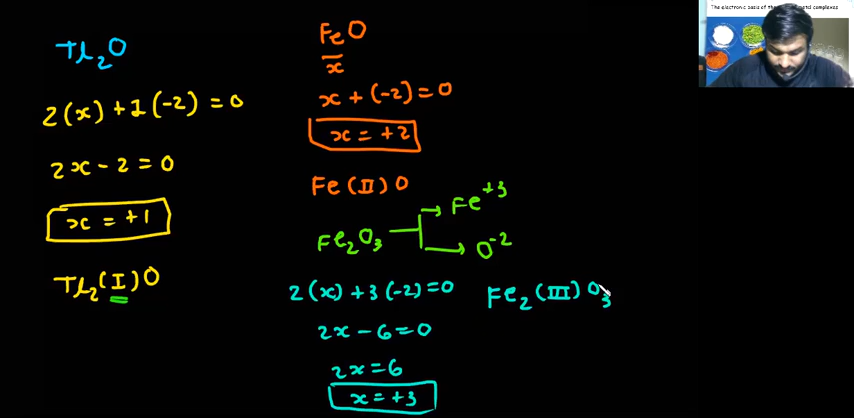 The electronic basis of the
metal complexes
Tl₂O
2(x) + 1(-2) = 0
2x - 2 = 0
x = +1
Tl₂(I)O
FeO
x
x + (-2) = 0
x = +2
Fe(II)O
Fe₂O₃
Fe⁺³
O⁻²
2(x) + 3(-2) = 0
2x - 6 = 0
2x = 6
x = +3
Fe₂(III)O₃